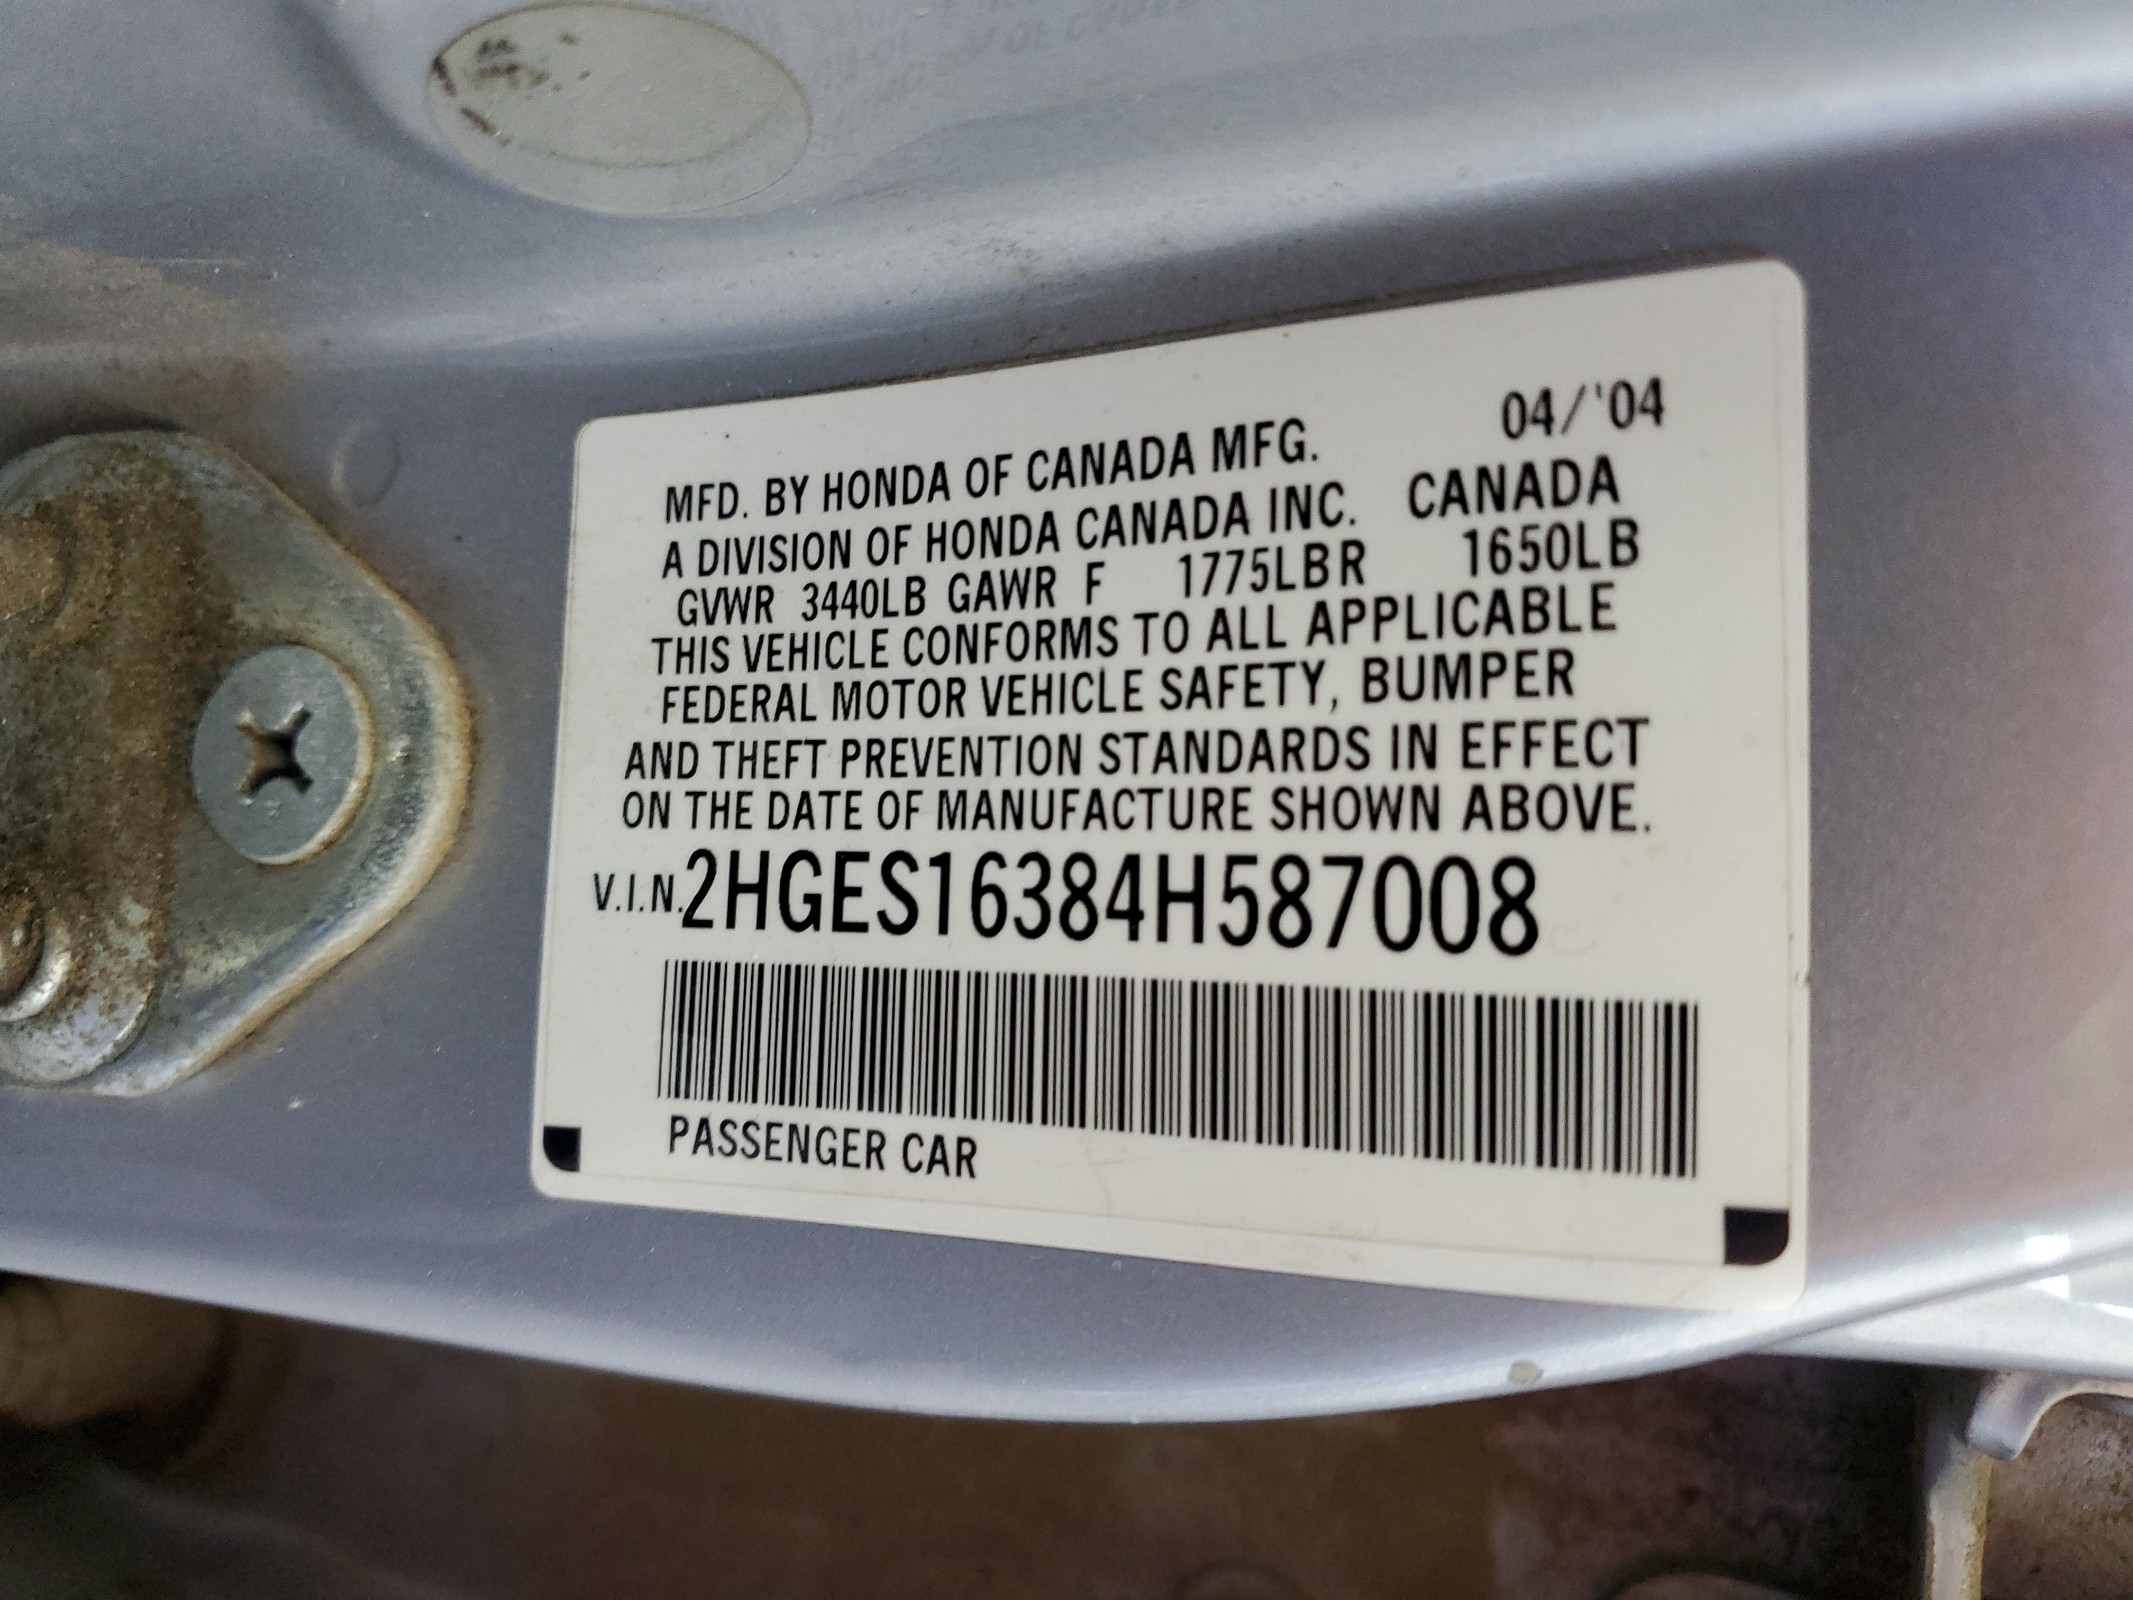 04/'04
MFD. BY HONDA OF CANADA MFG.
A DIVISION OF HONDA CANADA INC. CANADA
GVWR 3440LB GAWR F 1775LBR 1650LB
THIS VEHICLE CONFORMS TO ALL APPLICABLE
FEDERAL MOTOR VEHICLE SAFETY, BUMPER
AND THEFT PREVENTION STANDARDS IN EFFECT
ON THE DATE OF MANUFACTURE SHOWN ABOVE.
V.I.N.2HGES16384H587008
PASSENGER CAR